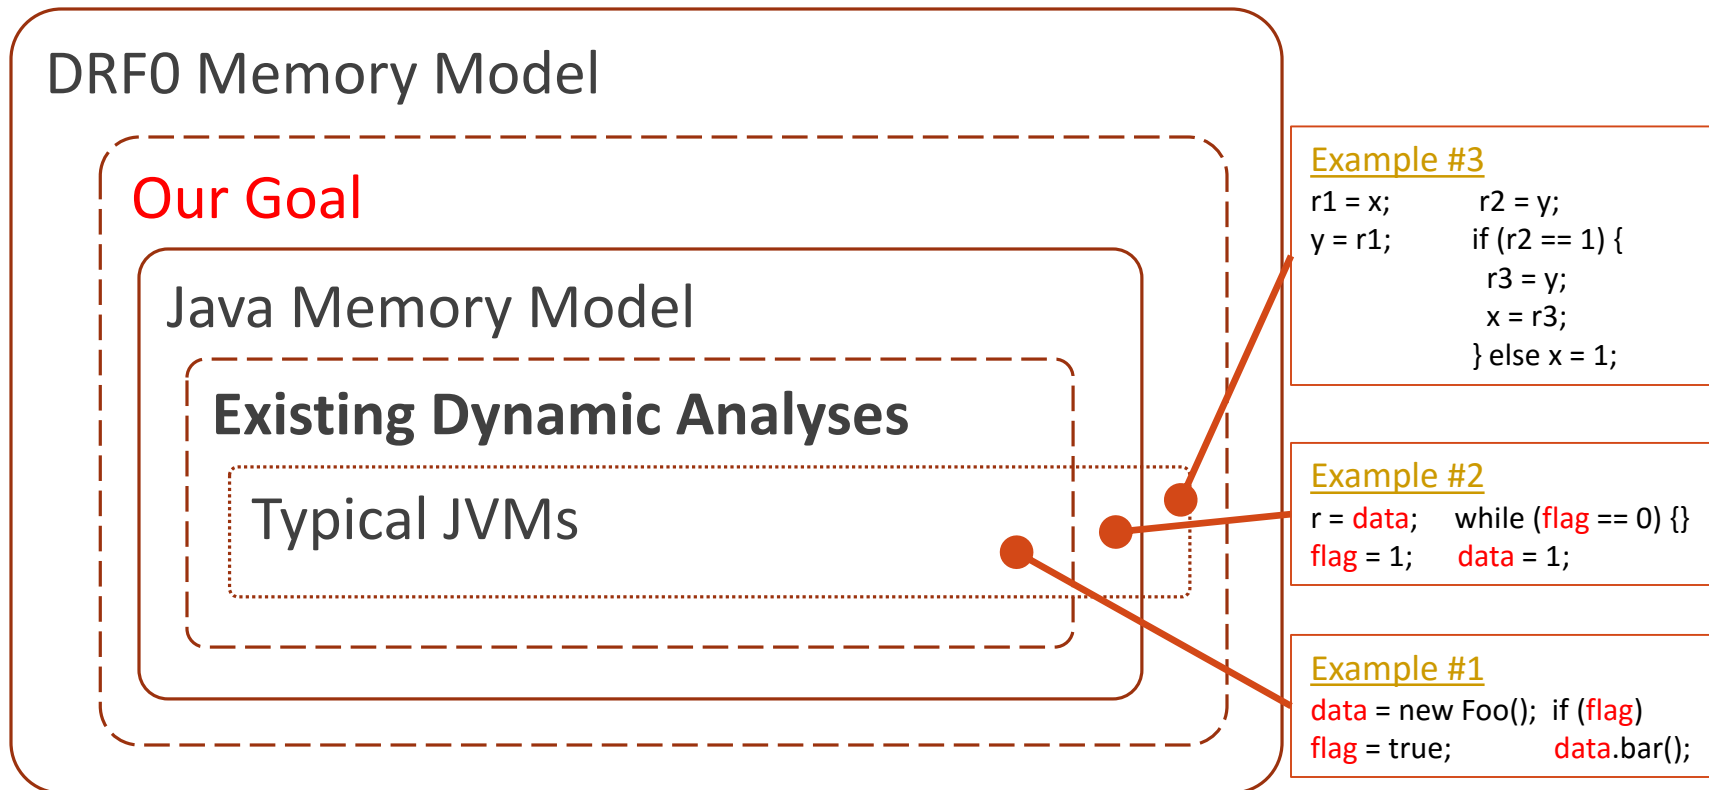 DRF0 Memory Model
Our Goal
Java Memory Model
Existing Dynamic Analyses
Typical JVMs
Example #3
r1 = x; r2 = y;
y = r1; if (r2 == 1) {
r3 = y;
x = r3;
} else x = 1;
Example #2
r = data; while (flag == 0) {}
flag = 1; data = 1;
Example #1
data = new Foo(); if (flag)
flag = true; data.bar();